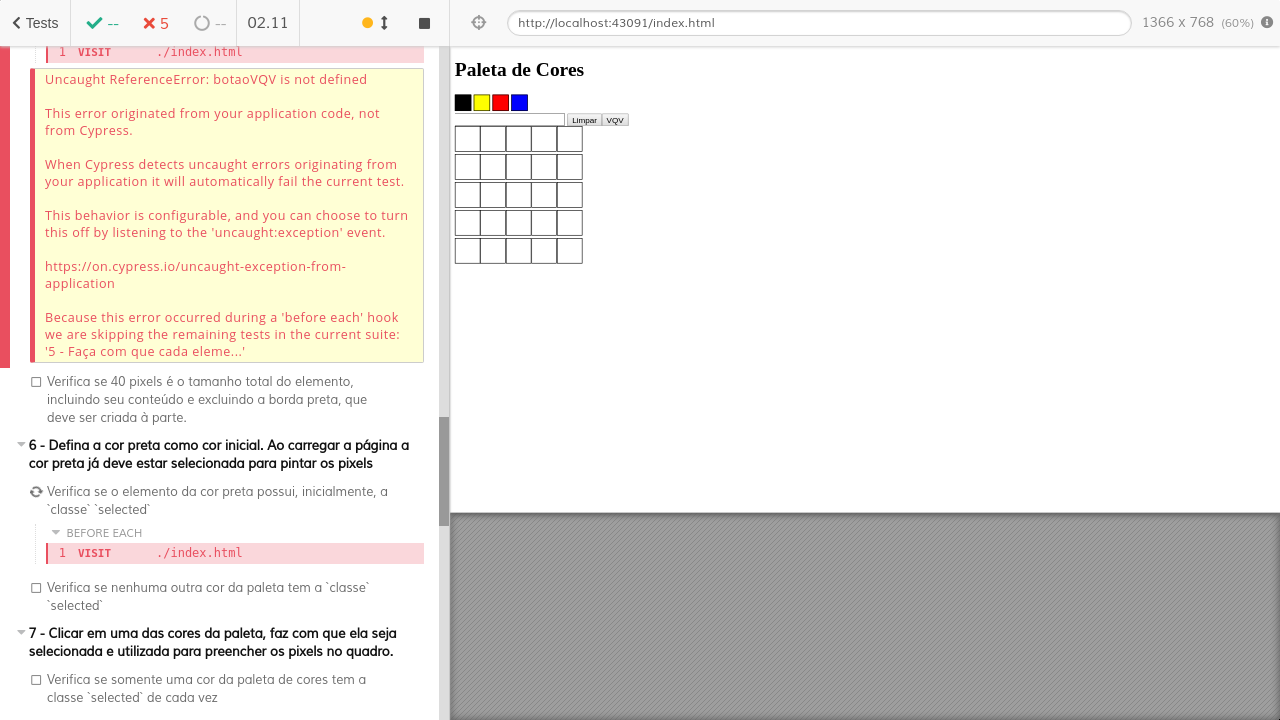 Tests
--
5
--
02.11
http://localhost:43091/index.html
1366 x 768 (60%)
1 VISIT ./index.html
Uncaught ReferenceError: botaoVQV is not defined
This error originated from your application code, not
from Cypress.
When Cypress detects uncaught errors originating from
your application it will automatically fail the current test.
This behavior is configurable, and you can choose to turn
this off by listening to the 'uncaught:exception' event.
https://on.cypress.io/uncaught-exception-from-
application
Because this error occurred during a 'before each' hook
we are skipping the remaining tests in the current suite:
'5 - Faça com que cada eleme...'
Verifica se 40 pixels é o tamanho total do elemento,
incluindo seu conteúdo e excluindo a borda preta, que
deve ser criada à parte.
6 - Defina a cor preta como cor inicial. Ao carregar a página a
cor preta já deve estar selecionada para pintar os pixels
Verifica se o elemento da cor preta possui, inicialmente, a
`classe` `selected`
BEFORE EACH
1 VISIT ./index.html
Verifica se nenhuma outra cor da paleta tem a `classe`
`selected`
7 - Clicar em uma das cores da paleta, faz com que ela seja
selecionada e utilizada para preencher os pixels no quadro.
Verifica se somente uma cor da paleta de cores tem a
classe `selected` de cada vez
Paleta de Cores
Limpar VQV